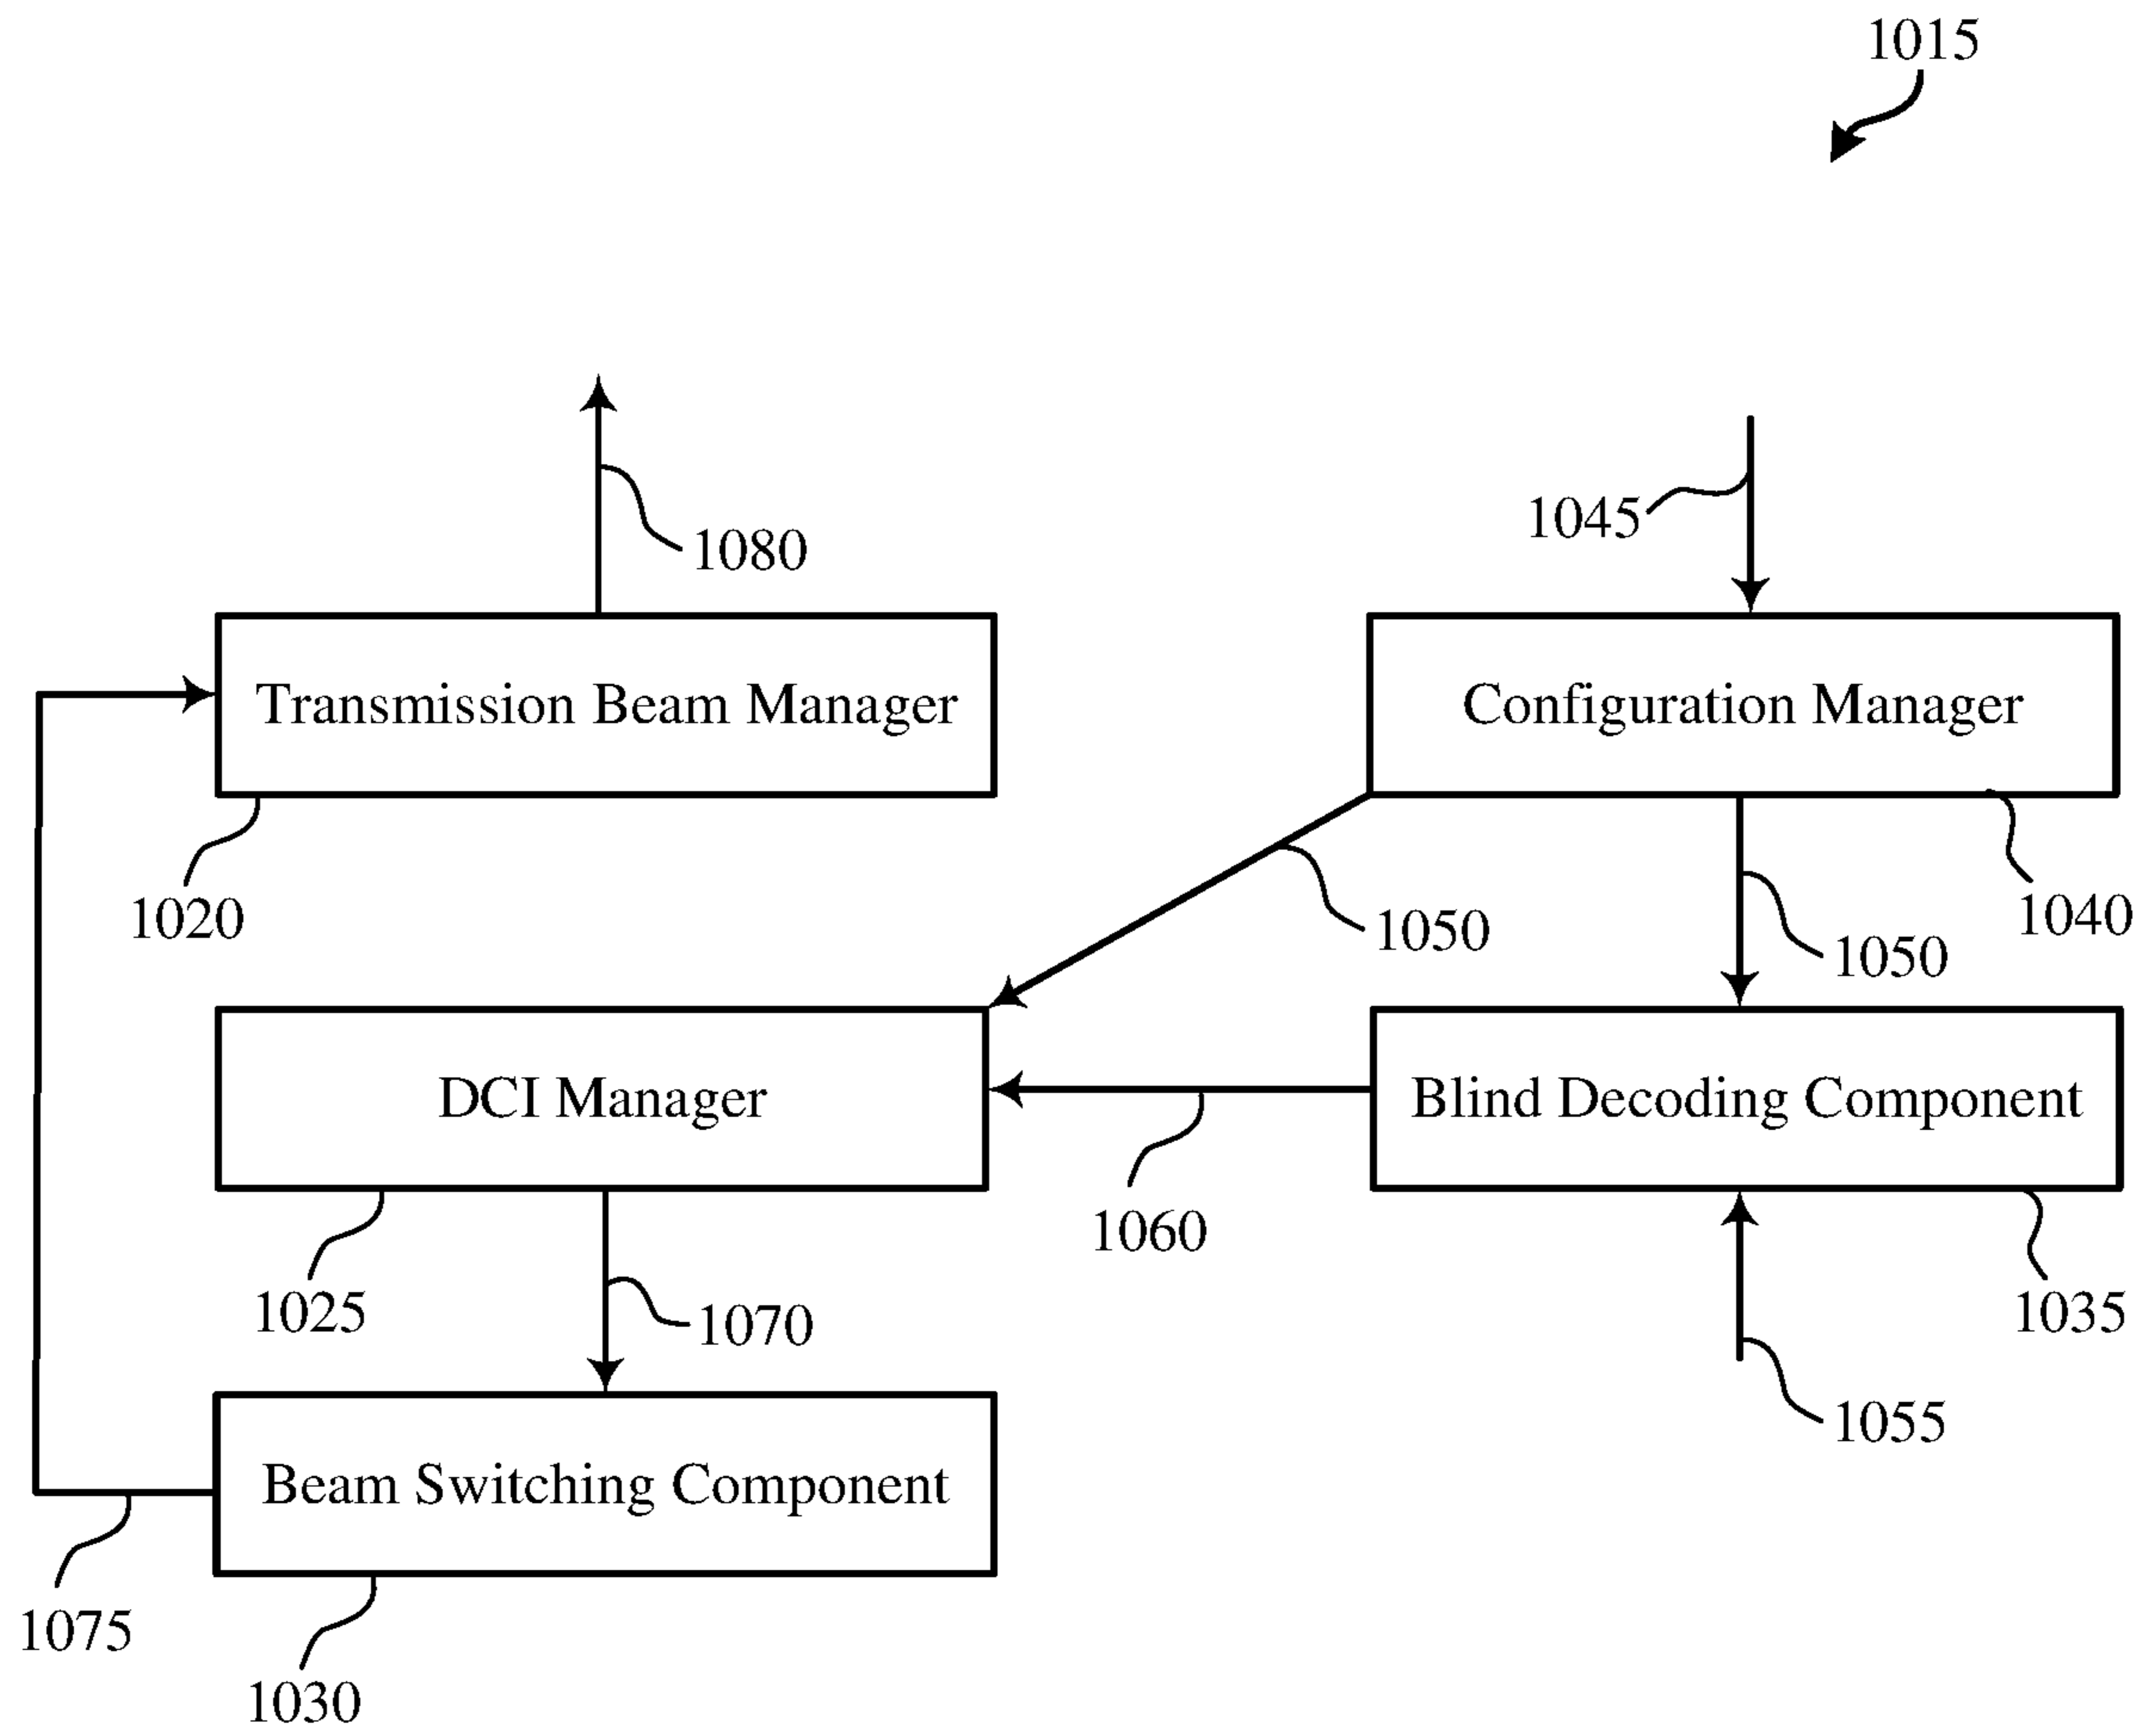 1015
1045
1080
Transmission Beam Manager
Configuration Manager
1020
1050
1040
1050
DCI Manager
Blind Decoding Component
1060
1025
1070
1035
1055
Beam Switching Component
1075
1030